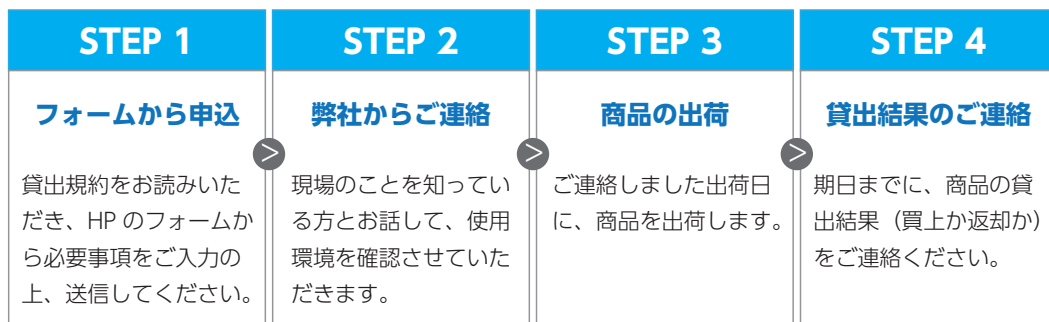 STEP 1
フォームから申込
貸出規約をお読みいた
だき、HP のフォームか
ら必要事項をご入力の
上、送信してください。
>
STEP 2
弊社からご連絡
現場のことを知ってい
る方とお話して、使用
環境を確認させていた
だきます。
>
STEP 3
商品の出荷
ご連絡しました出荷日
に、商品を出荷します。
>
STEP 4
貸出結果のご連絡
期日までに、商品の貸
出結果（買上か返却か）
をご連絡ください。